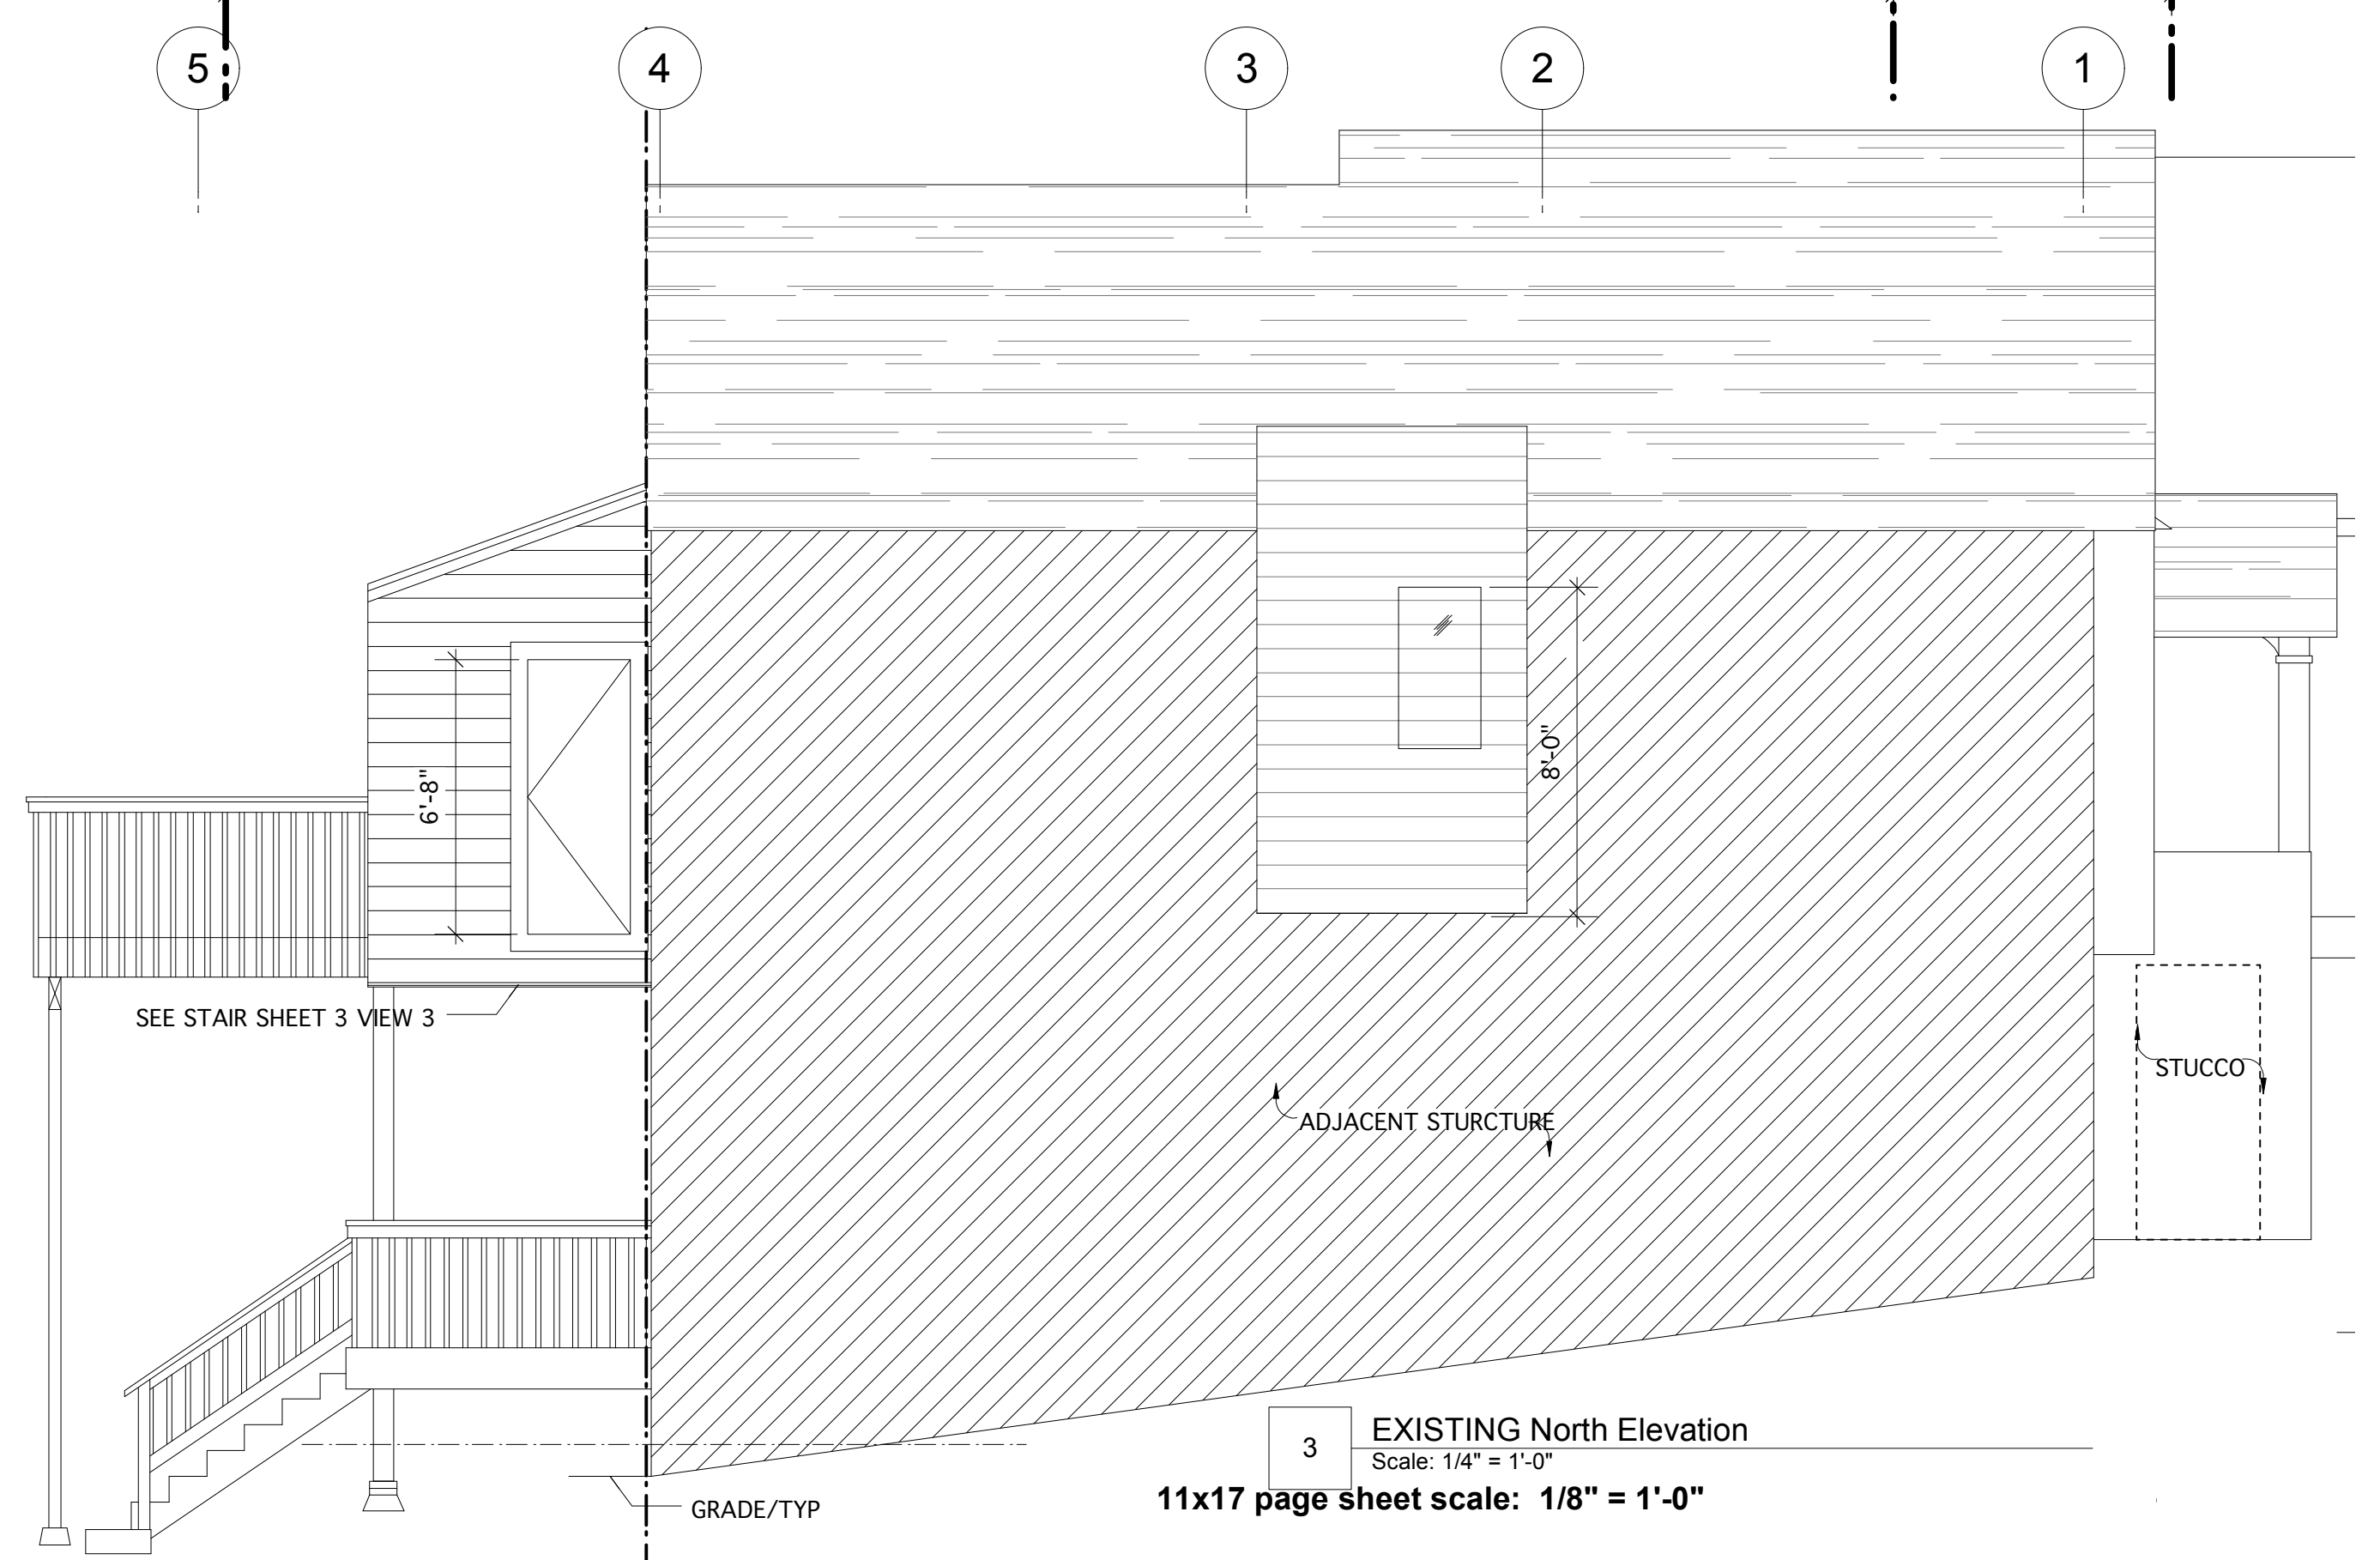 5
4
3
2
1
6'-8"
8'-0"
SEE STAIR SHEET 3 VIEW 3
STUCCO
ADJACENT STURCTURE
3
EXISTING North Elevation
Scale: 1/4" = 1'-0"
11x17 page sheet scale: 1/8" = 1'-0"
GRADE/TYP